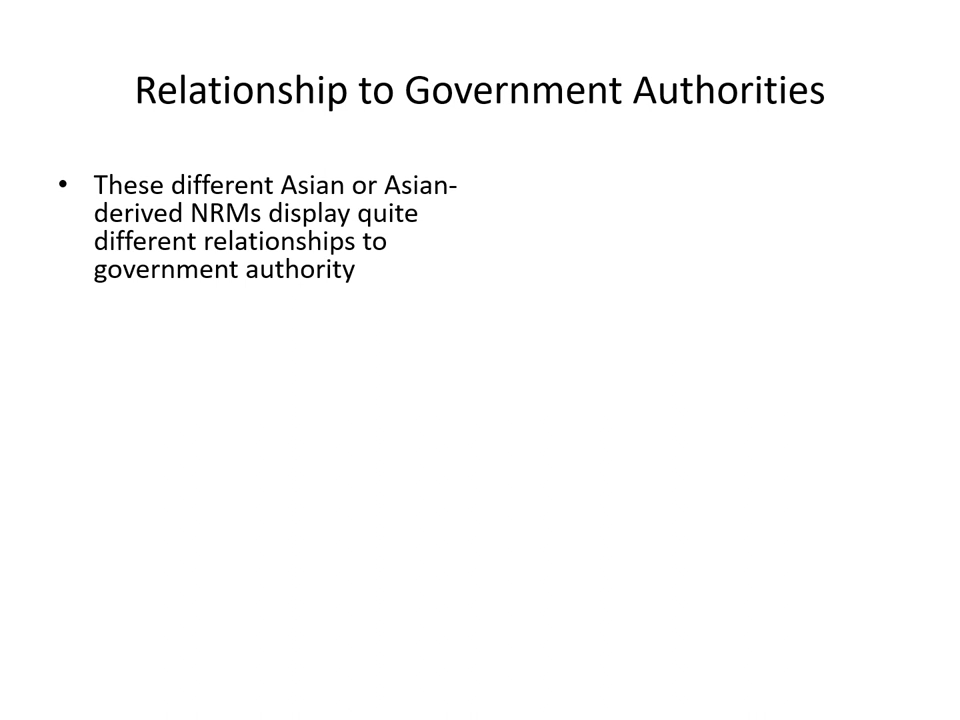 Relationship to Government Authorities
• These different Asian or Asian-
derived NRMs display quite
different relationships to
government authority